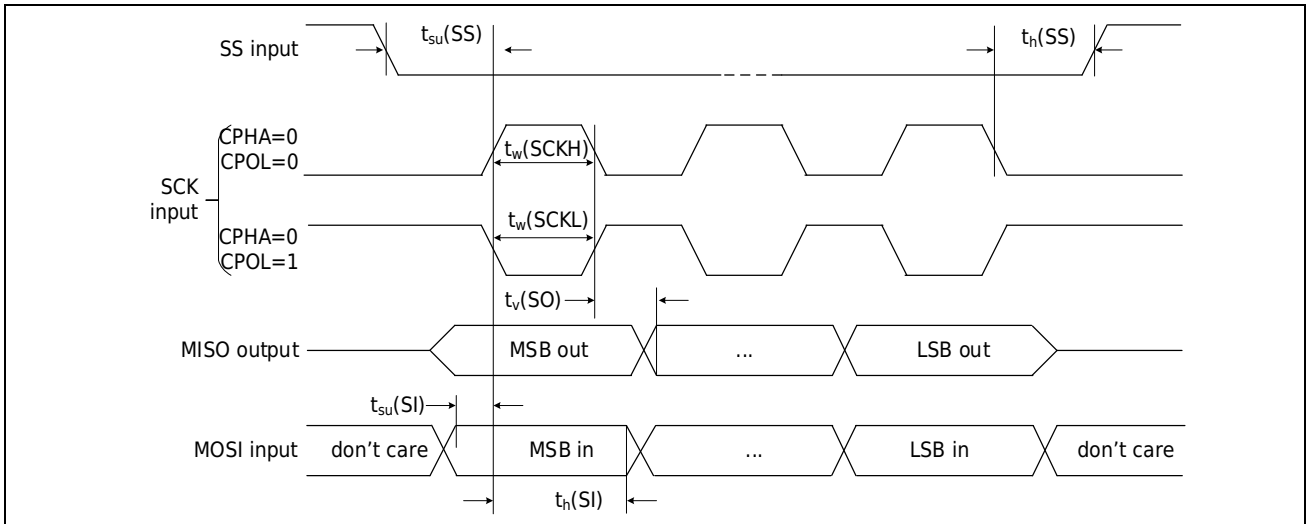 SS input
tsu(SS)
th(SS)
SCK
input
CPHA=0
CPOL=0
tw(SCKH)
CPHA=0
CPOL=1
tw(SCKL)
tv(SO)
MISO output
MSB out
...
LSB out
tsu(SI)
MOSI input
don't care
MSB in
...
LSB in
don't care
th(SI)